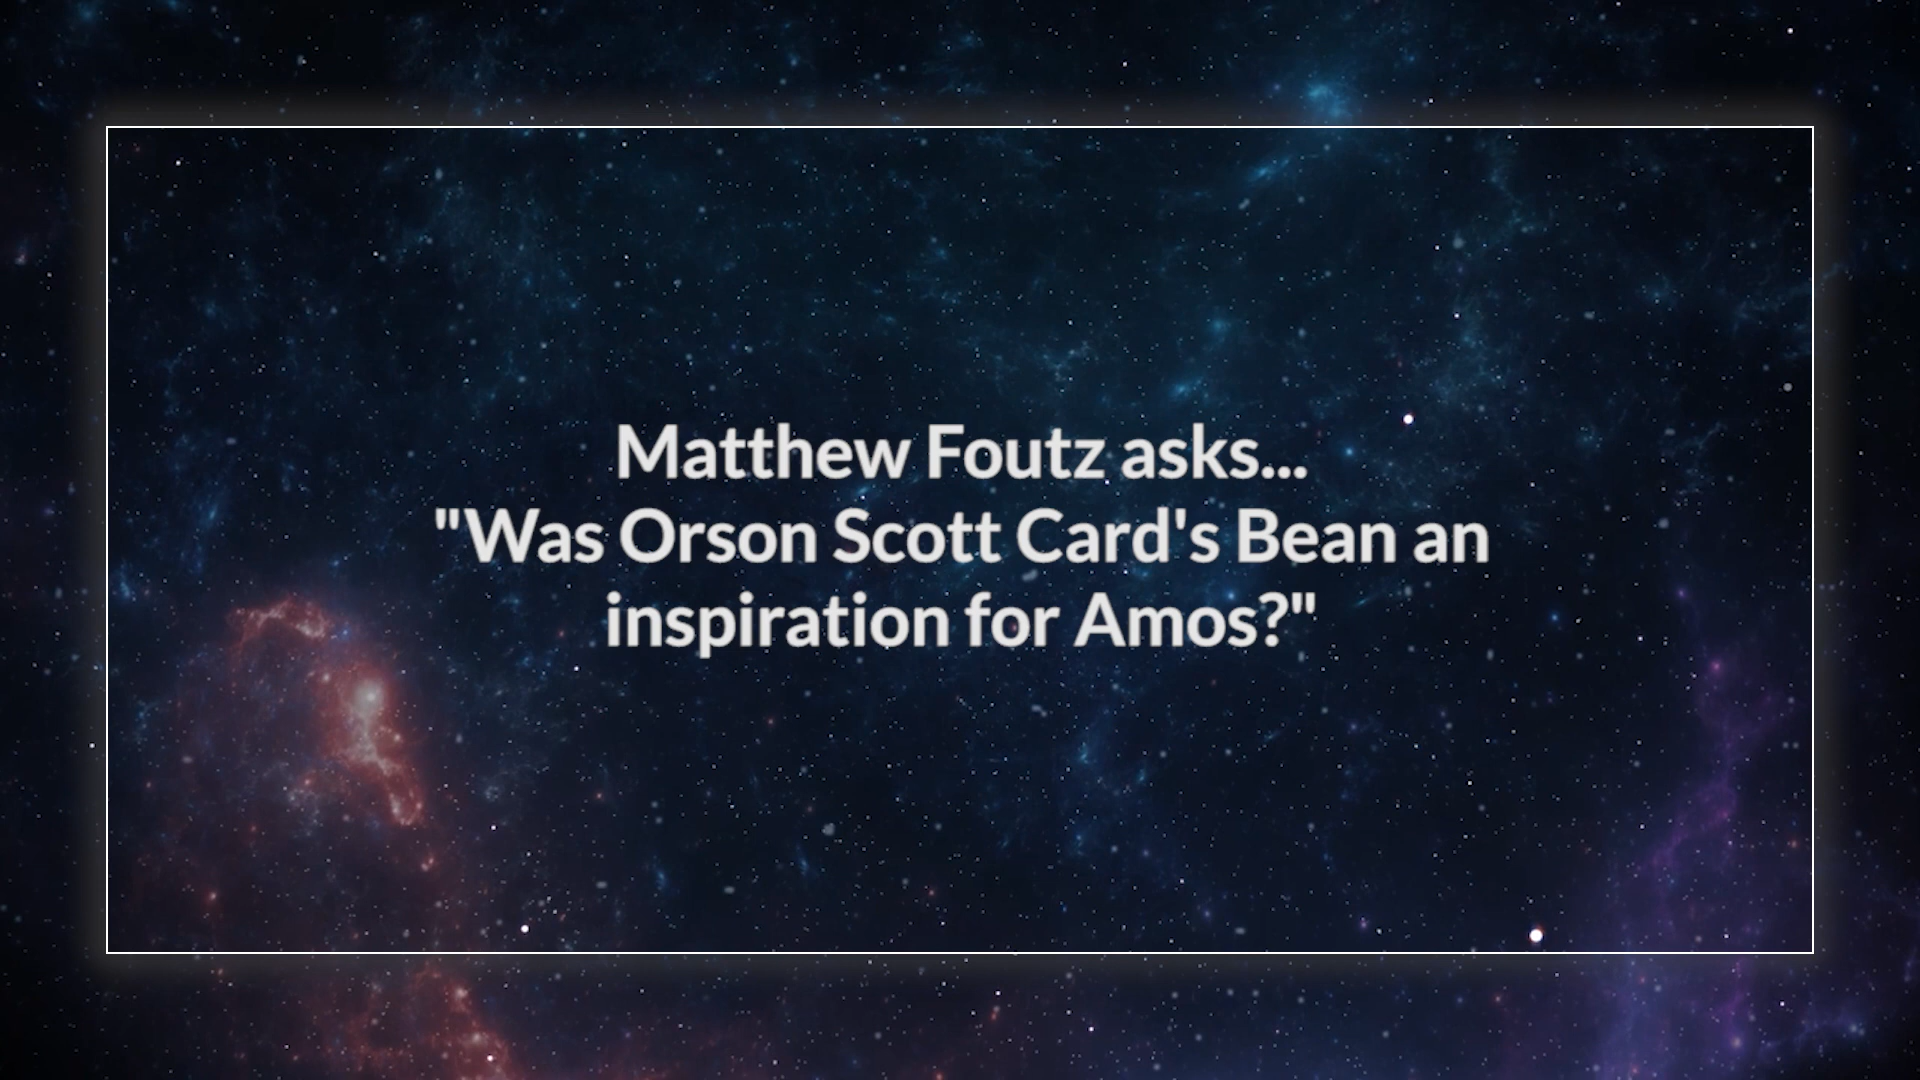 Matthew Foutz asks...
"Was Orson Scott Card's Bean an
inspiration for Amos?"